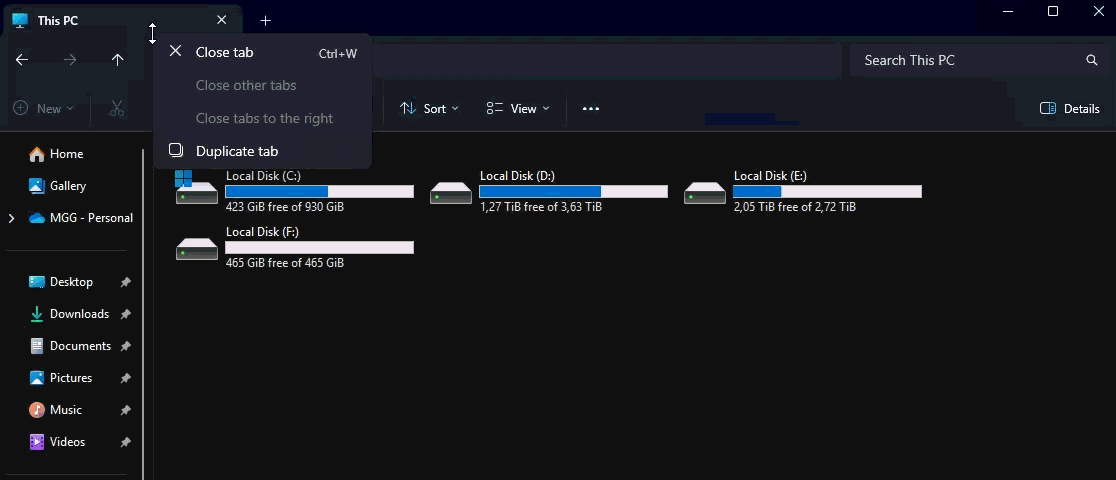 This PC
Close tab Ctrl+W
Close other tabs
Close tabs to the right
Duplicate tab
Search This PC
New
Sort
View
Details
Home
Gallery
MGG - Personal
Desktop
Downloads
Documents
Pictures
Music
Videos
Local Disk (C:)
423 GiB free of 930 GiB
Local Disk (D:)
1,27 TiB free of 3,63 TiB
Local Disk (E:)
2,05 TiB free of 2,72 TiB
Local Disk (F:)
465 GiB free of 465 GiB